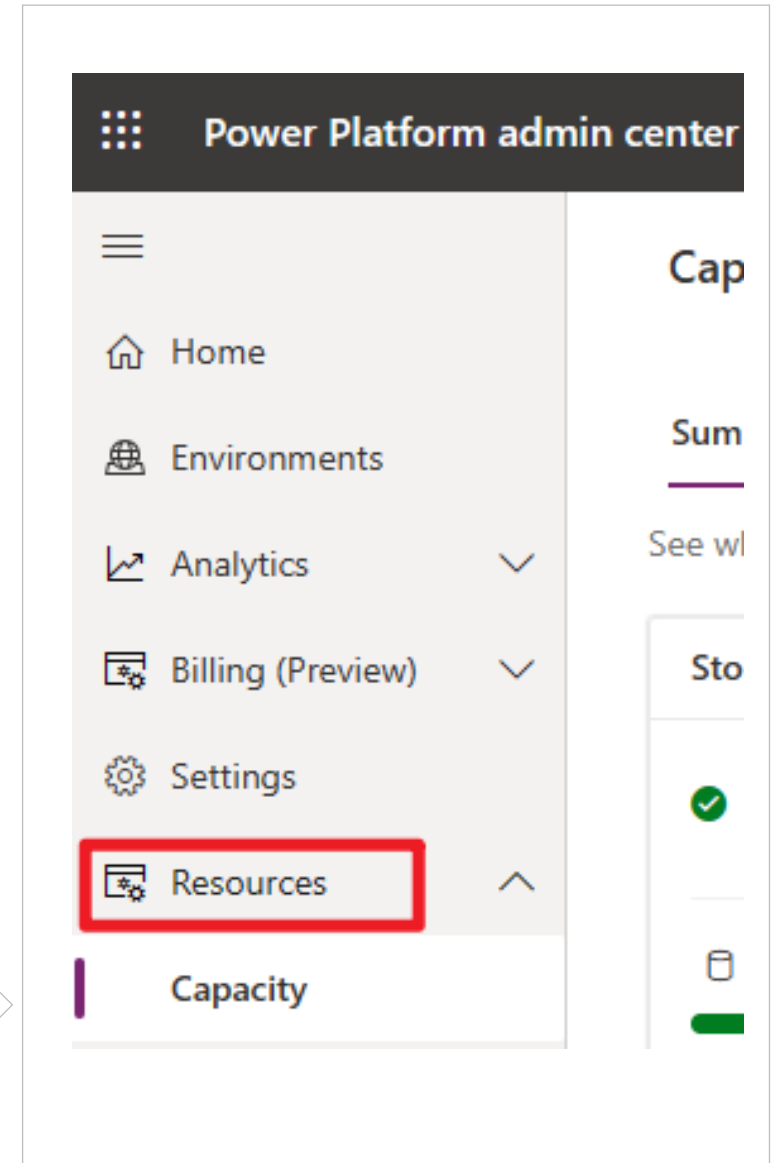 Power Platform admin center
Cap
Home
Sum
Environments
See wl
Analytics
Billing (Preview)
Sto
Settings
Resources
Capacity